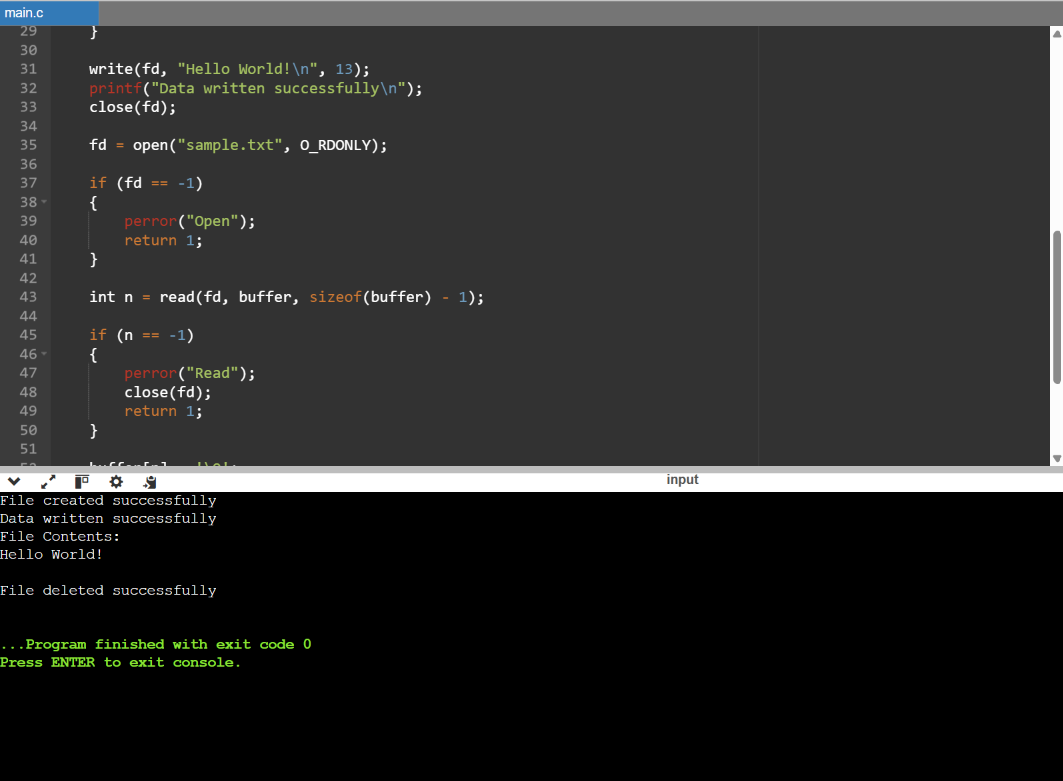 main.c
29 }
30
31 write(fd, "Hello World!\n", 13);
32 printf("Data written successfully\n");
33 close(fd);
34
35 fd = open("sample.txt", O_RDONLY);
36
37 if (fd == -1)
38 {
39 perror("Open");
40 return 1;
41 }
42
43 int n = read(fd, buffer, sizeof(buffer) - 1);
44
45 if (n == -1)
46 {
47 perror("Read");
48 close(fd);
49 return 1;
50 }
51
input
File created successfully
Data written successfully
File Contents:
Hello World!
File deleted successfully
...Program finished with exit code 0
Press ENTER to exit console.